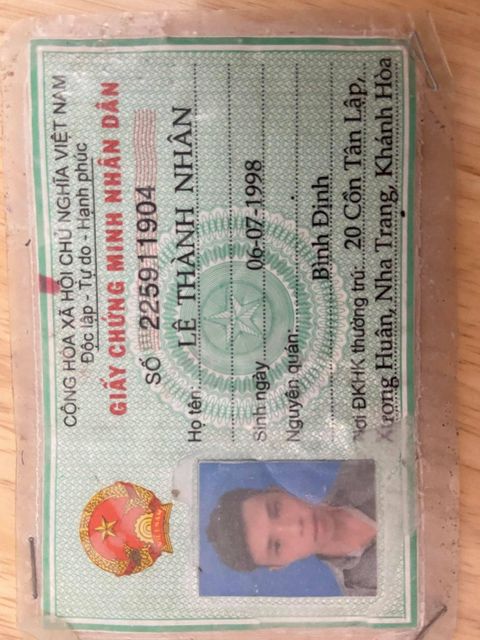 CỘNG HÒA XÃ HỘI CHỦ NGHĨA VIỆT NAM
Độc lập - Tự do - Hạnh phúc
GIẤY CHỨNG MINH NHÂN DÂN
SỐ 225911904
Họ tên: LÊ THÀNH NHÂN
Sinh ngày 06-07-1998
Nguyên quán:
Bình Định
Nơi ĐKHK thường trú: 20 Cồn Tân Lập,
Xương Huân, Nha Trang, Khánh Hòa
VIỆT NAM